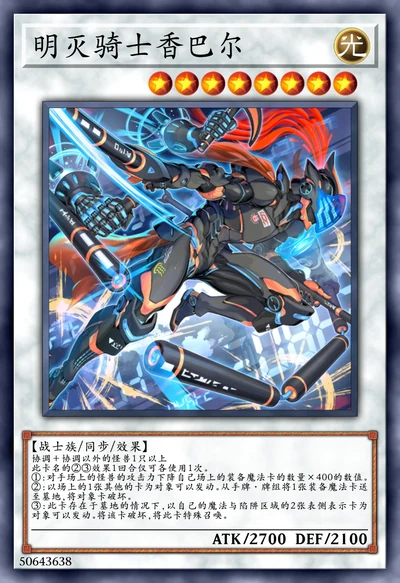 明灭骑士香巴尔
光
【战士族/同步/效果】
协调＋协调以外的怪兽1只以上
此卡名的②③效果1回合仅可各使用1次。
①:对手场上的怪兽的攻击力下降自己场上的装备魔法卡的数量×400的数值。
②:以场上的1张其他的卡为对象可以发动。从手牌·牌组将1张装备魔法卡送
至墓地,将对象卡破坏。
③:此卡存在于墓地的情况下,以自己的魔法与陷阱区域的2张表侧表示卡为
对象可以发动。将该卡破坏,将此卡特殊召唤。
ATK/2700 DEF/2100
50643638